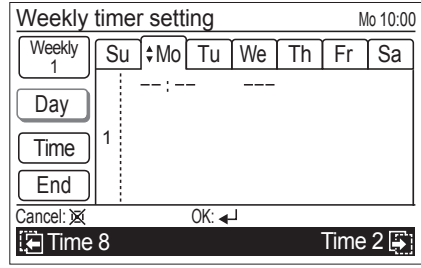 Weekly timer setting Mo 10:00
Weekly 1
Su Mo Tu We Th Fr Sa
--:-- ---
Day
1
Time
End
Cancel: OK:
Time 8 Time 2